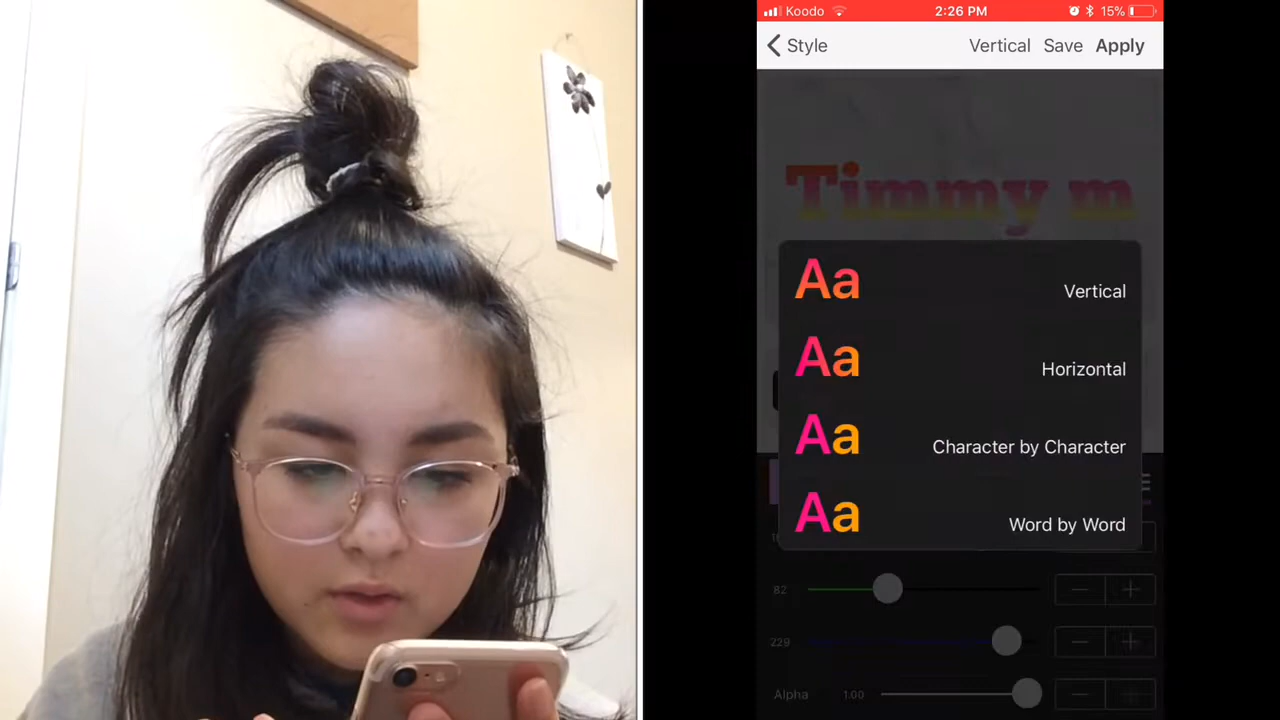 Koodo 2:26 PM 15%
Style Vertical Save Apply
Timmy m
Aa Vertical
Aa Horizontal
Aa Character by Character
Aa Word by Word
82
229
Alpha 1.00